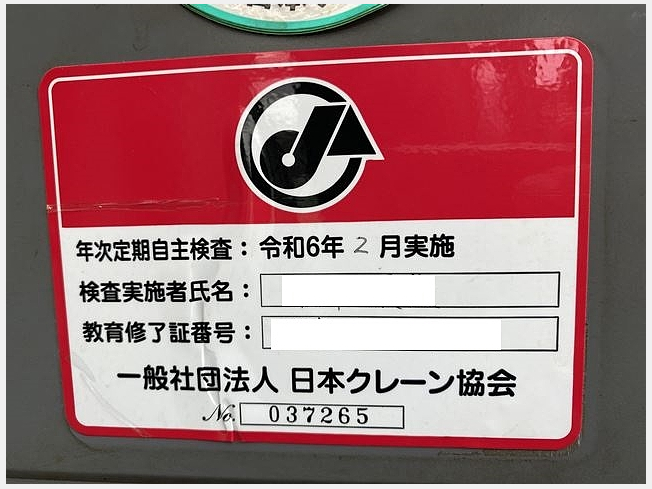 年次定期自主検査：令和6年 2 月実施
検査実施者氏名：
教育修了証番号：
一般社団法人 日本クレーン協会
No. 037265